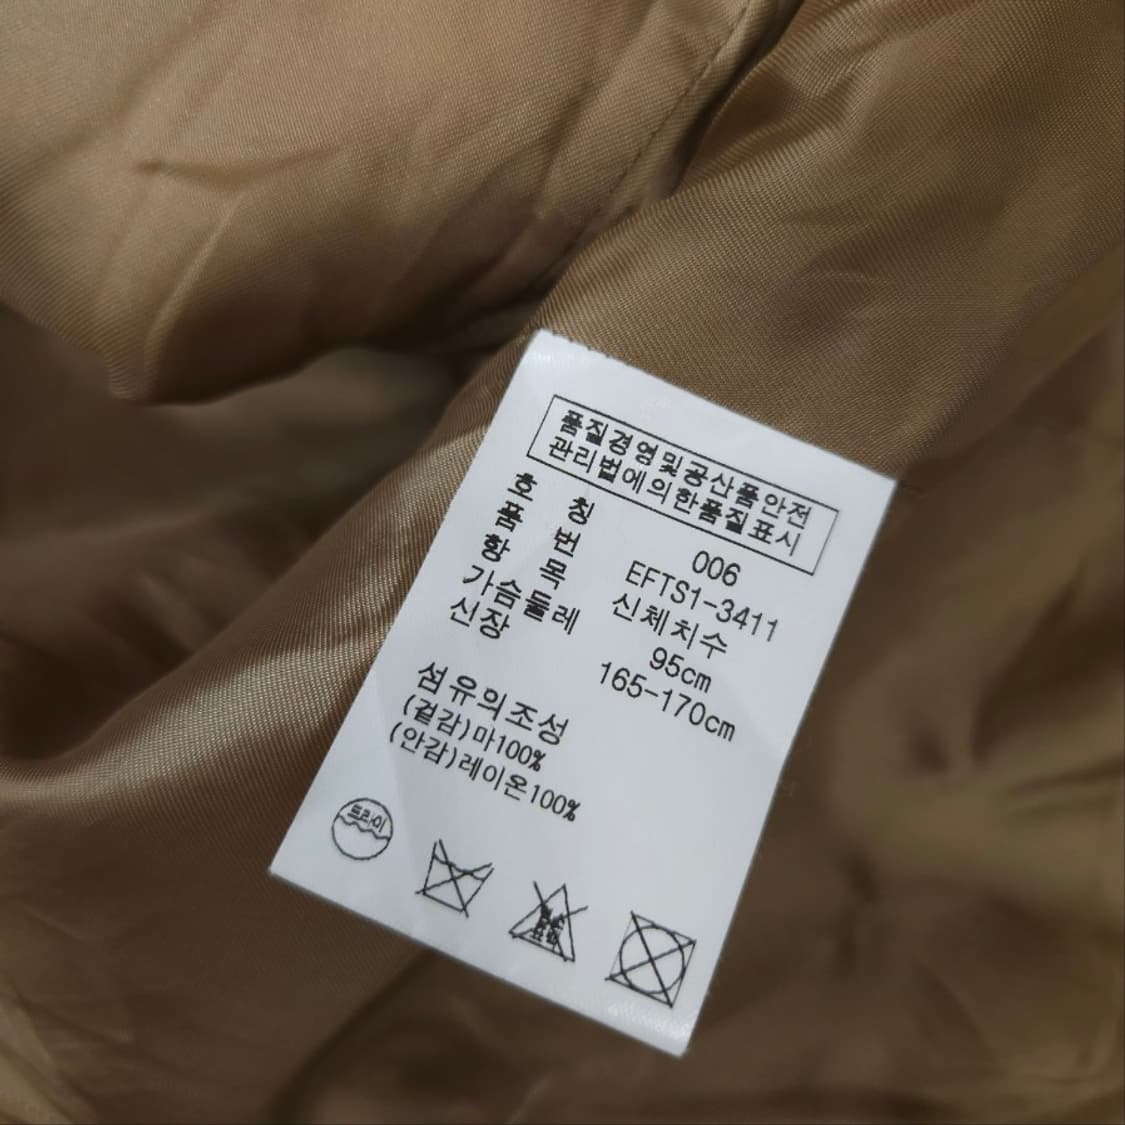 품질경영및공산품안전
관리법에의한품질표시
호 칭 006
품 번 EFTS1-3411
항 목 신체치수
가슴둘레 95cm
신장 165-170cm
섬유의조성
(겉감)마100%
(안감)레이온100%
드라이